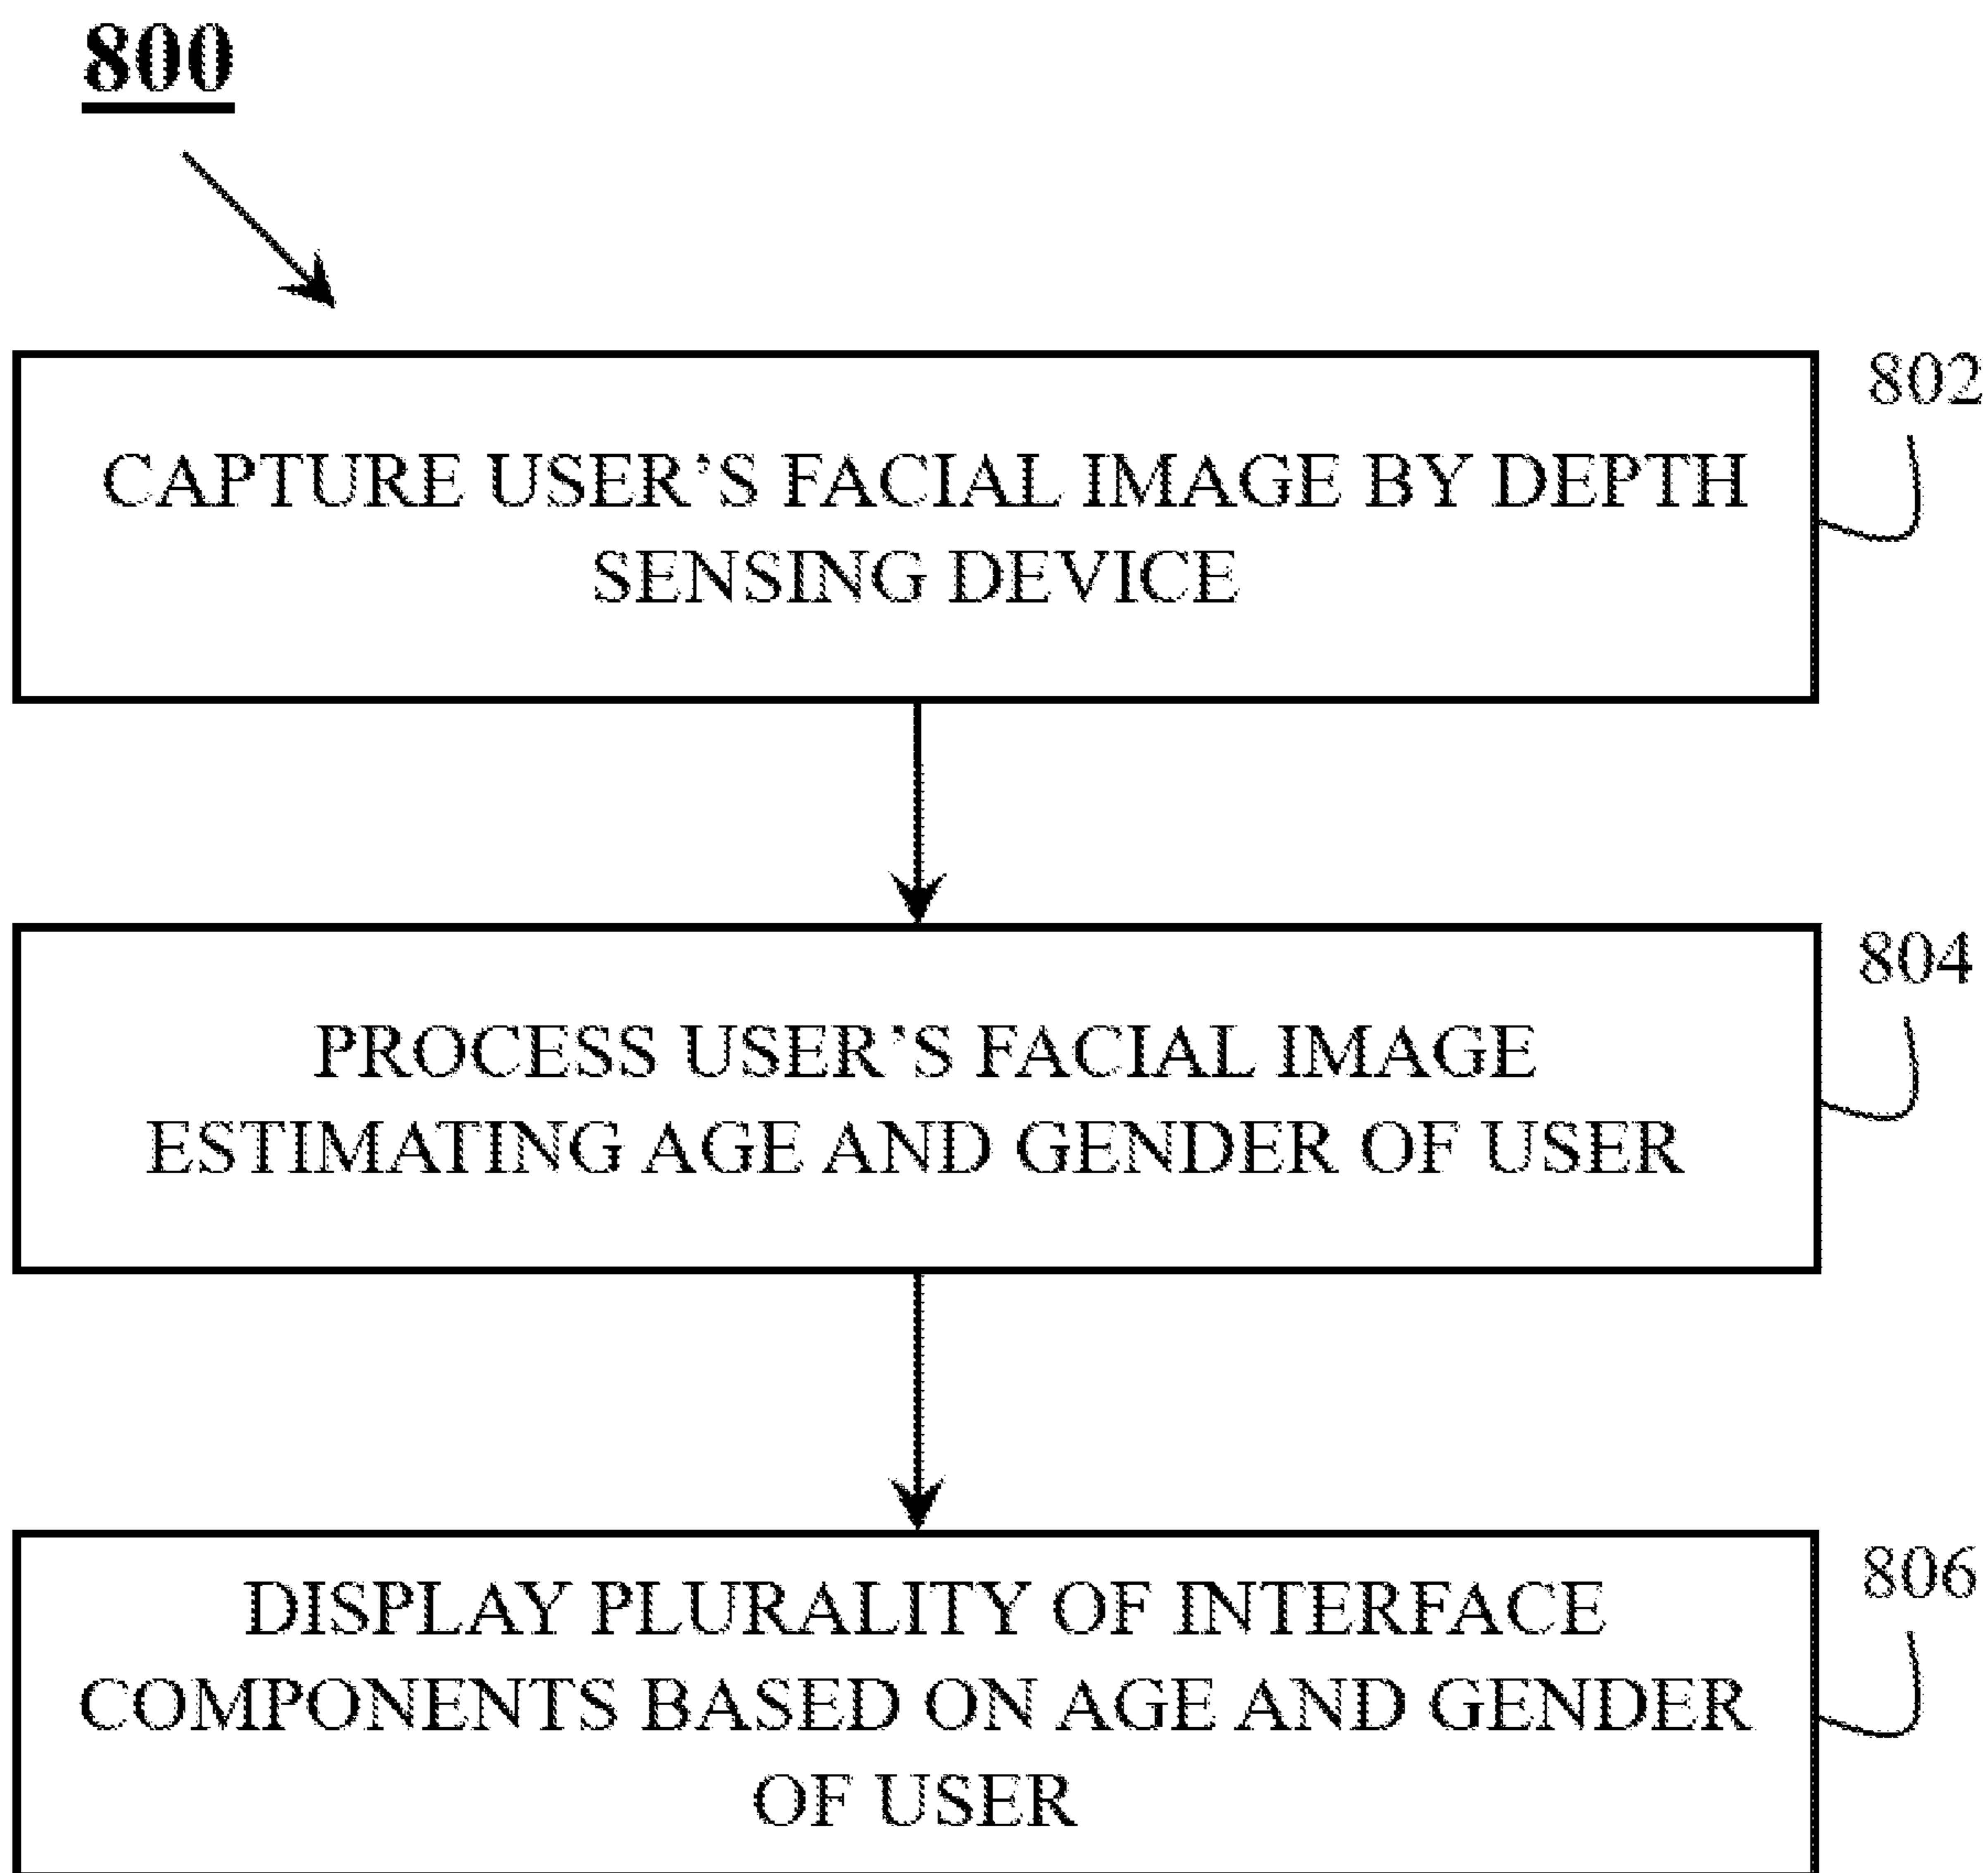 800
802
CAPTURE USER’S FACIAL IMAGE BY DEPTH
SENSING DEVICE
804
PROCESS USER’S FACIAL IMAGE
ESTIMATING AGE AND GENDER OF USER
806
DISPLAY PLURALITY OF INTERFACE
COMPONENTS BASED ON AGE AND GENDER
OF USER